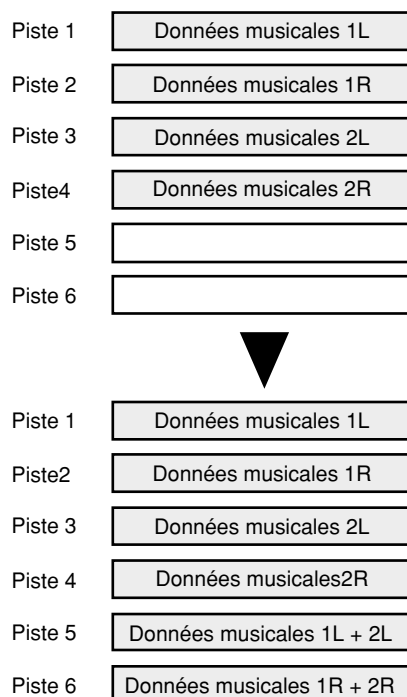 Piste 1 Données musicales 1L
Piste 2 Données musicales 1R
Piste 3 Données musicales 2L
Piste4 Données musicales 2R
Piste 5
Piste 6
Piste 1 Données musicales 1L
Piste2 Données musicales 1R
Piste 3 Données musicales 2L
Piste 4 Données musicales2R
Piste 5 Données musicales 1L + 2L
Piste 6 Données musicales 1R + 2R